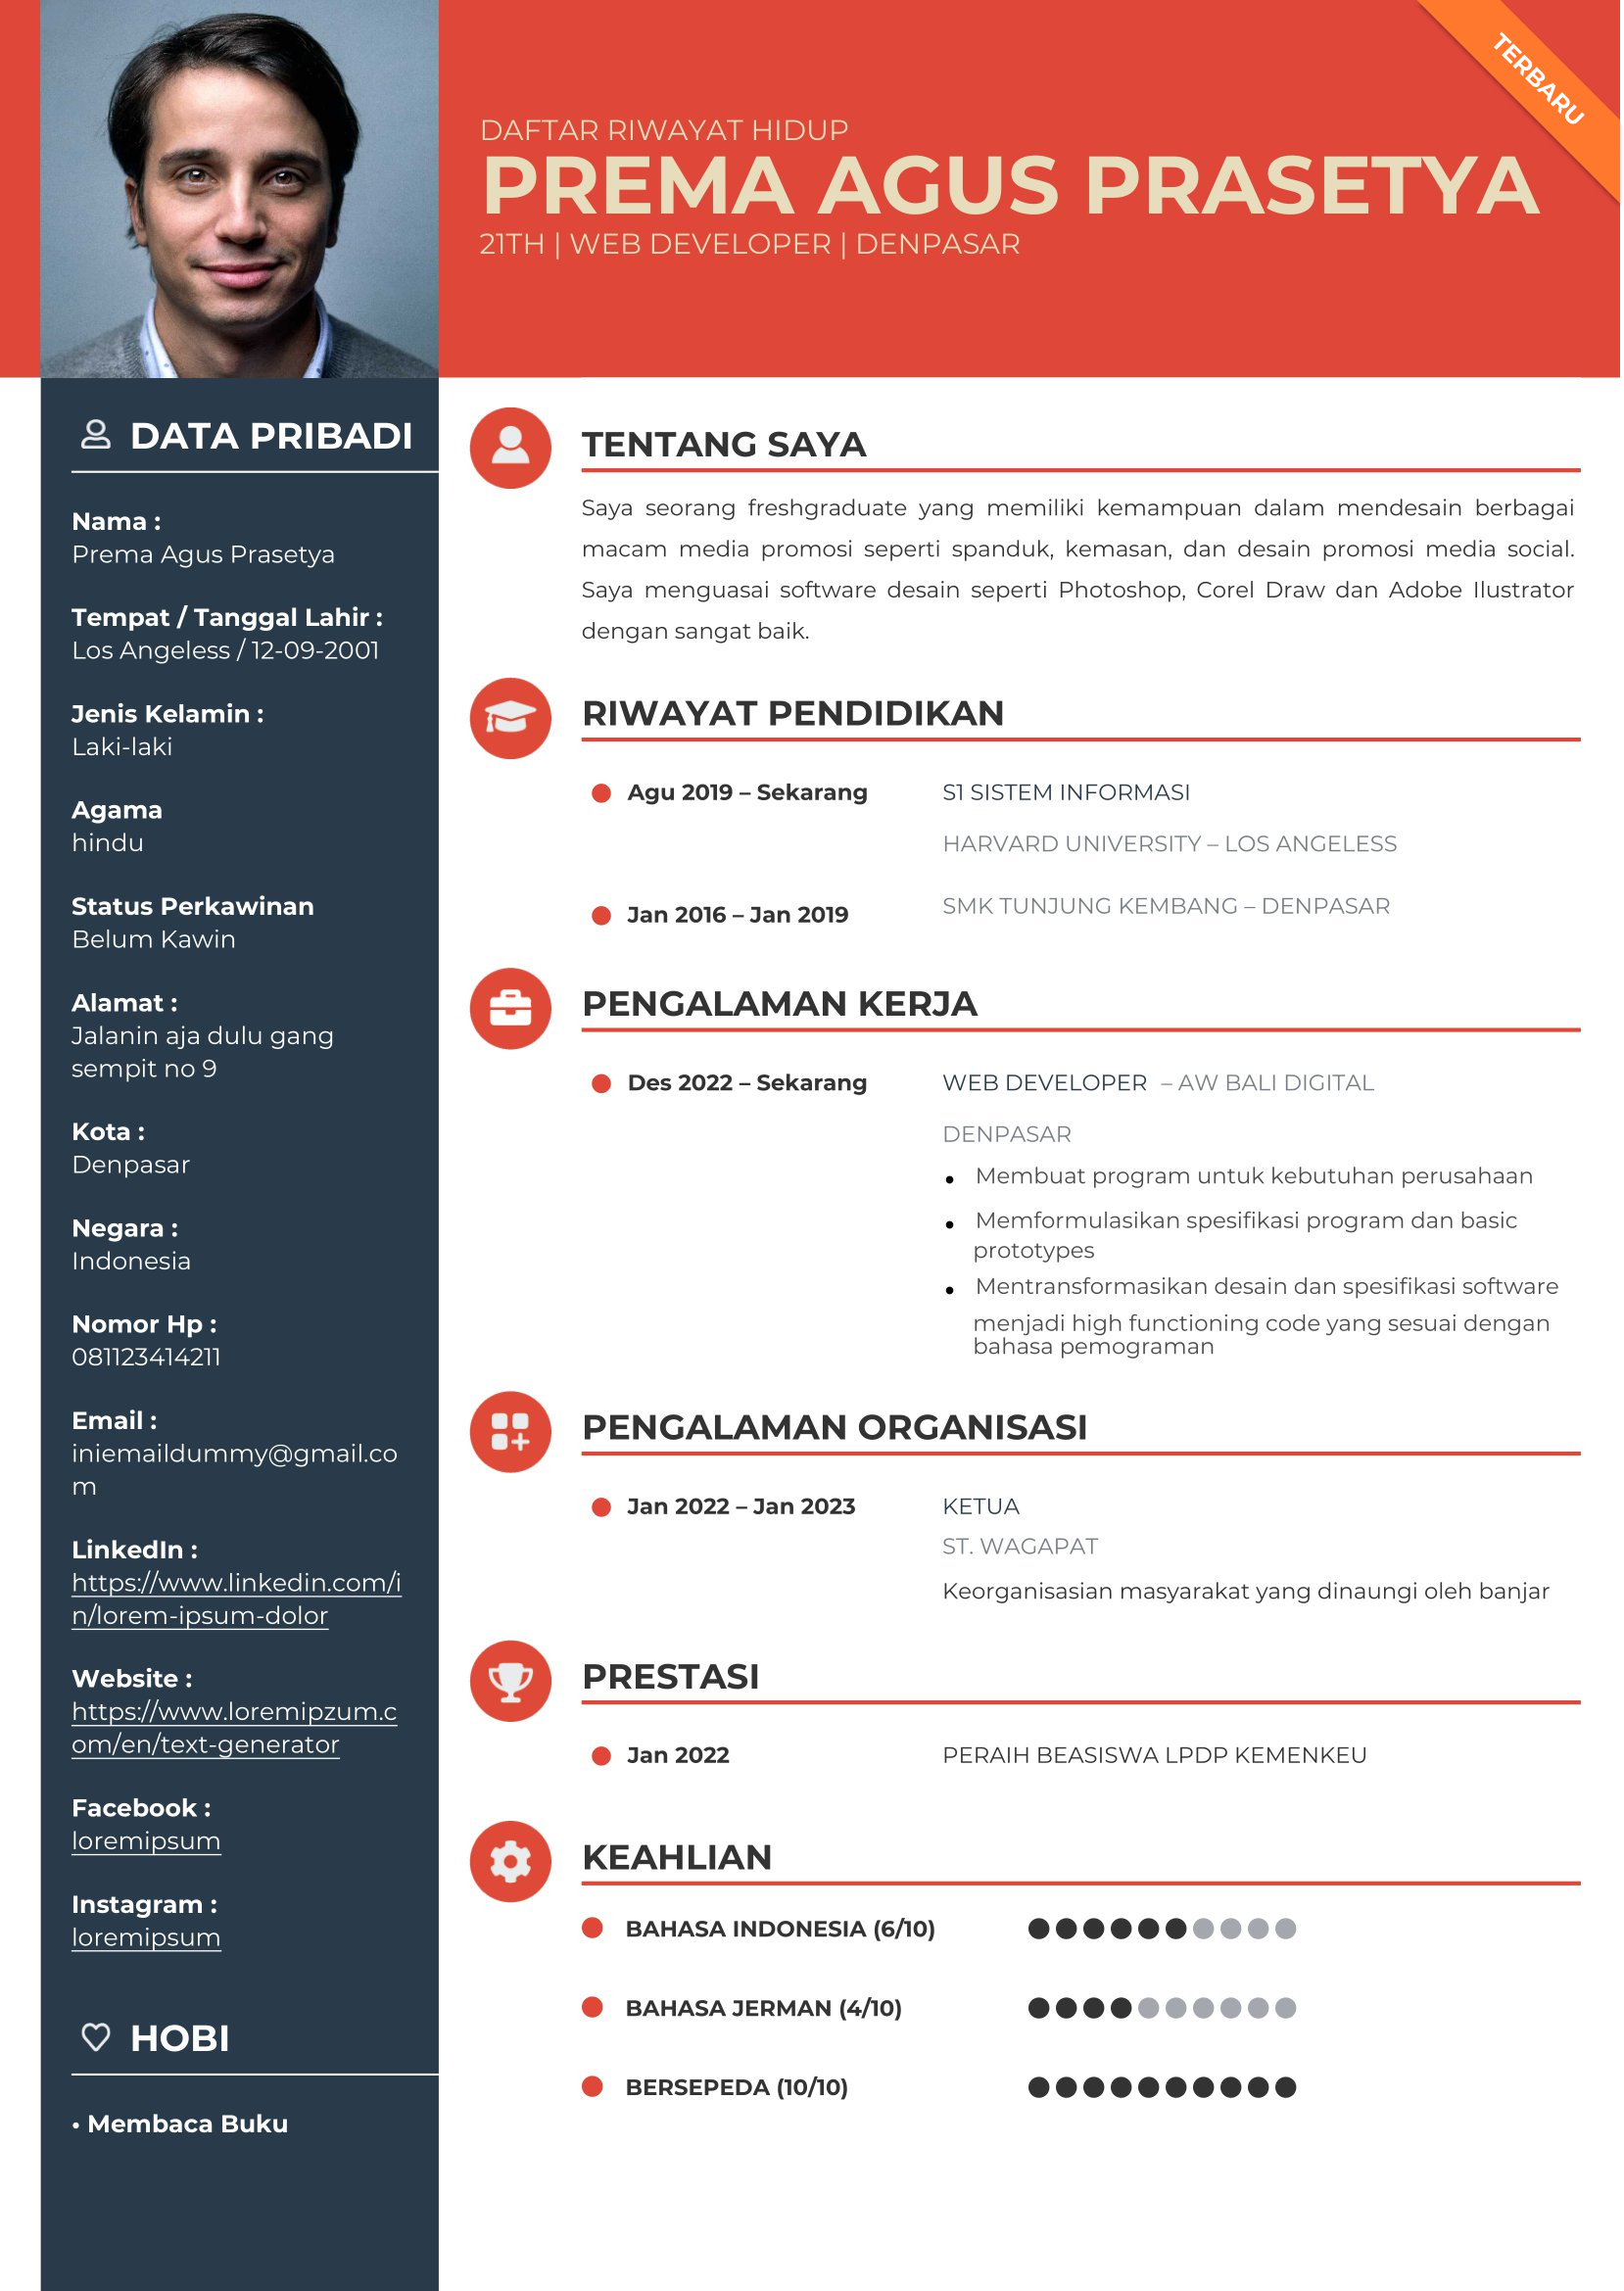 TERBARU
DAFTAR RIWAYAT HIDUP
PREMA AGUS PRASETYA
21TH | WEB DEVELOPER | DENPASAR
DATA PRIBADI
Nama :
Prema Agus Prasetya
Tempat / Tanggal Lahir :
Los Angeless / 12-09-2001
Jenis Kelamin :
Laki-laki
Agama
hindu
Status Perkawinan
Belum Kawin
Alamat :
Jalanin aja dulu gang
sempit no 9
Kota :
Denpasar
Negara :
Indonesia
Nomor Hp :
081123414211
Email :
iniemaildummy@gmail.co
m
LinkedIn :
https://www.linkedin.com/i
n/lorem-ipsum-dolor
Website :
https://www.loremipzum.c
om/en/text-generator
Facebook :
loremipsum
Instagram :
loremipsum
HOBI
• Membaca Buku
TENTANG SAYA
Saya seorang freshgraduate yang memiliki kemampuan dalam mendesain berbagai
macam media promosi seperti spanduk, kemasan, dan desain promosi media social.
Saya menguasai software desain seperti Photoshop, Corel Draw dan Adobe Ilustrator
dengan sangat baik.
RIWAYAT PENDIDIKAN
Agu 2019 – Sekarang S1 SISTEM INFORMASI
HARVARD UNIVERSITY – LOS ANGELESS
Jan 2016 – Jan 2019 SMK TUNJUNG KEMBANG – DENPASAR
PENGALAMAN KERJA
Des 2022 – Sekarang WEB DEVELOPER – AW BALI DIGITAL
DENPASAR
• Membuat program untuk kebutuhan perusahaan
• Memformulasikan spesifikasi program dan basic
prototypes
• Mentransformasikan desain dan spesifikasi software
menjadi high functioning code yang sesuai dengan
bahasa pemograman
PENGALAMAN ORGANISASI
Jan 2022 – Jan 2023 KETUA
ST. WAGAPAT
Keorganisasian masyarakat yang dinaungi oleh banjar
PRESTASI
Jan 2022 PERAIH BEASISWA LPDP KEMENKEU
KEAHLIAN
BAHASA INDONESIA (6/10)
BAHASA JERMAN (4/10)
BERSEPEDA (10/10)